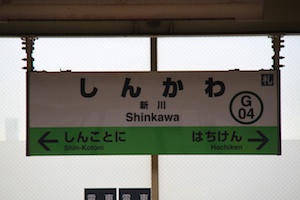 札
しんかわ
新川
Shinkawa
G
04
しんことに
Shin-Kotoni
はちけん
Hachiken